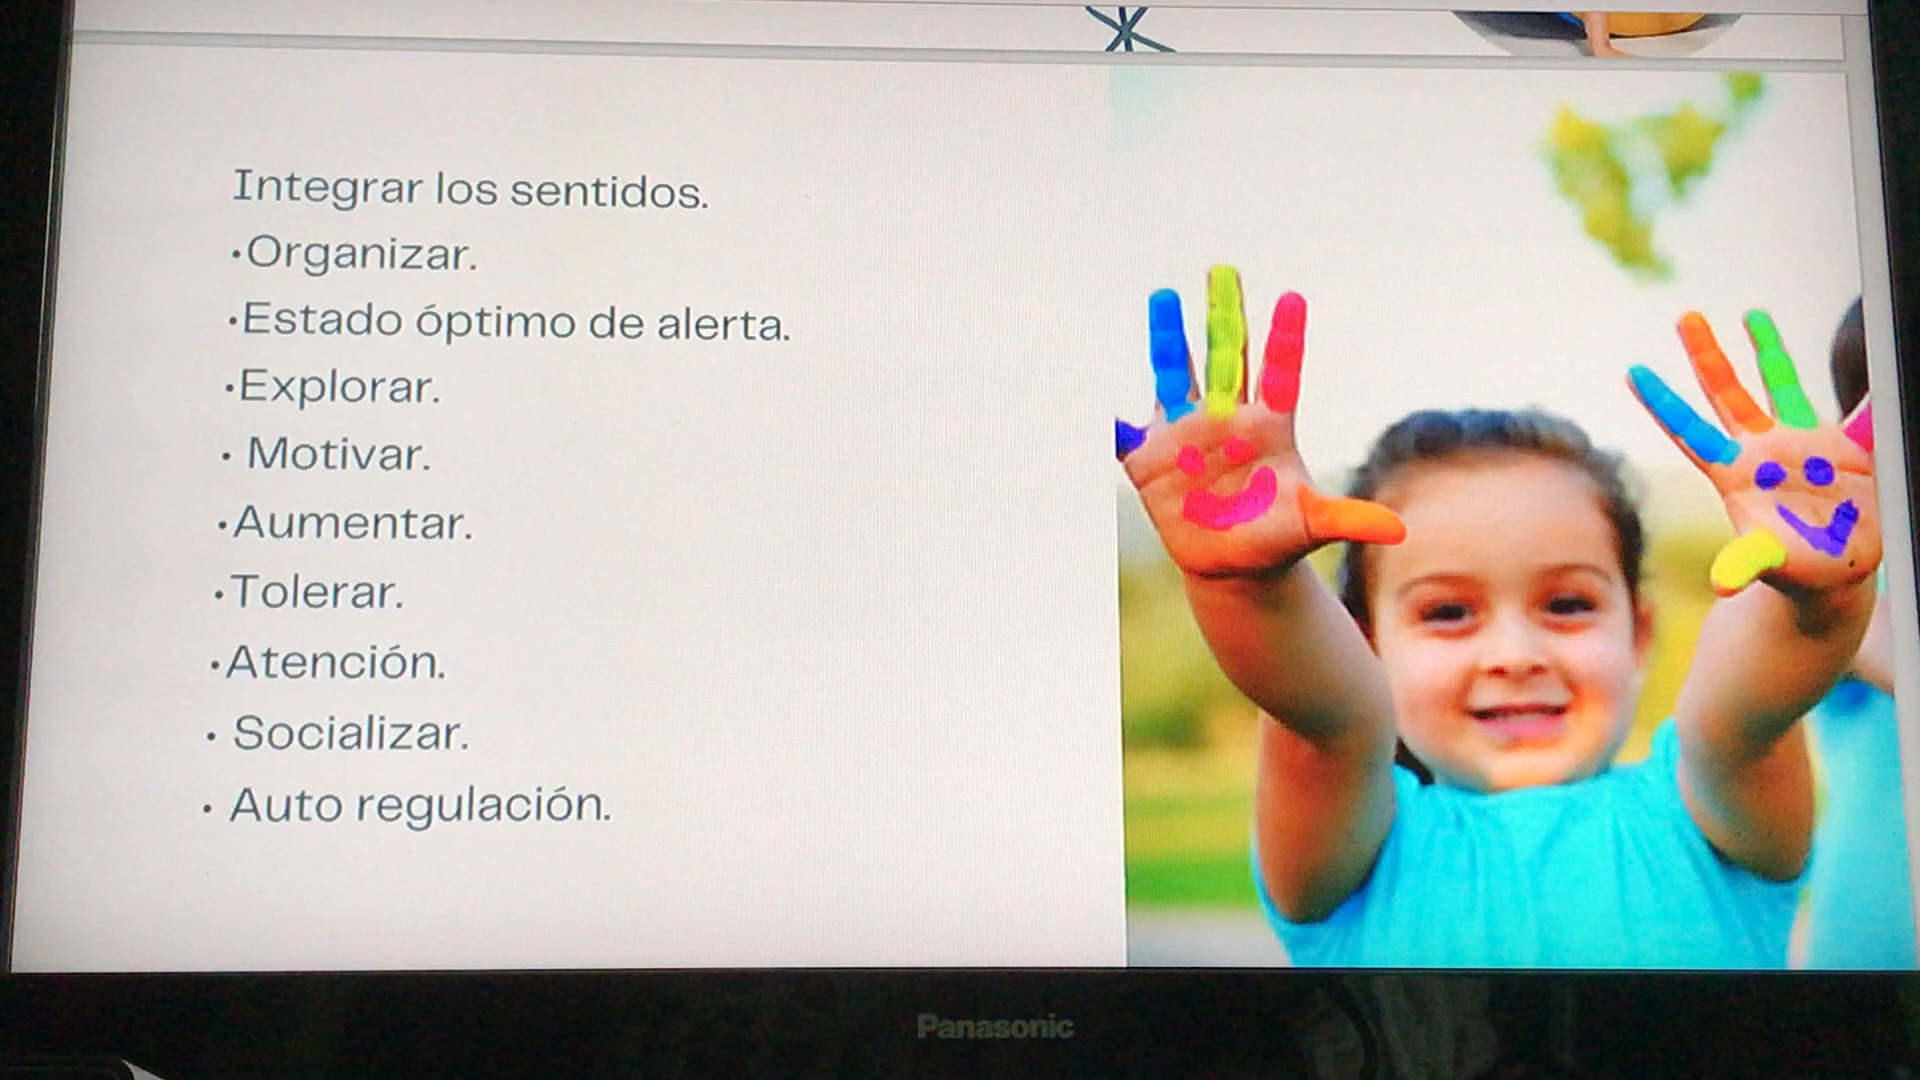 Integrar los sentidos.
•Organizar.
•Estado óptimo de alerta.
•Explorar.
• Motivar.
•Aumentar.
•Tolerar.
•Atención.
• Socializar.
• Auto regulación.
Panasonic